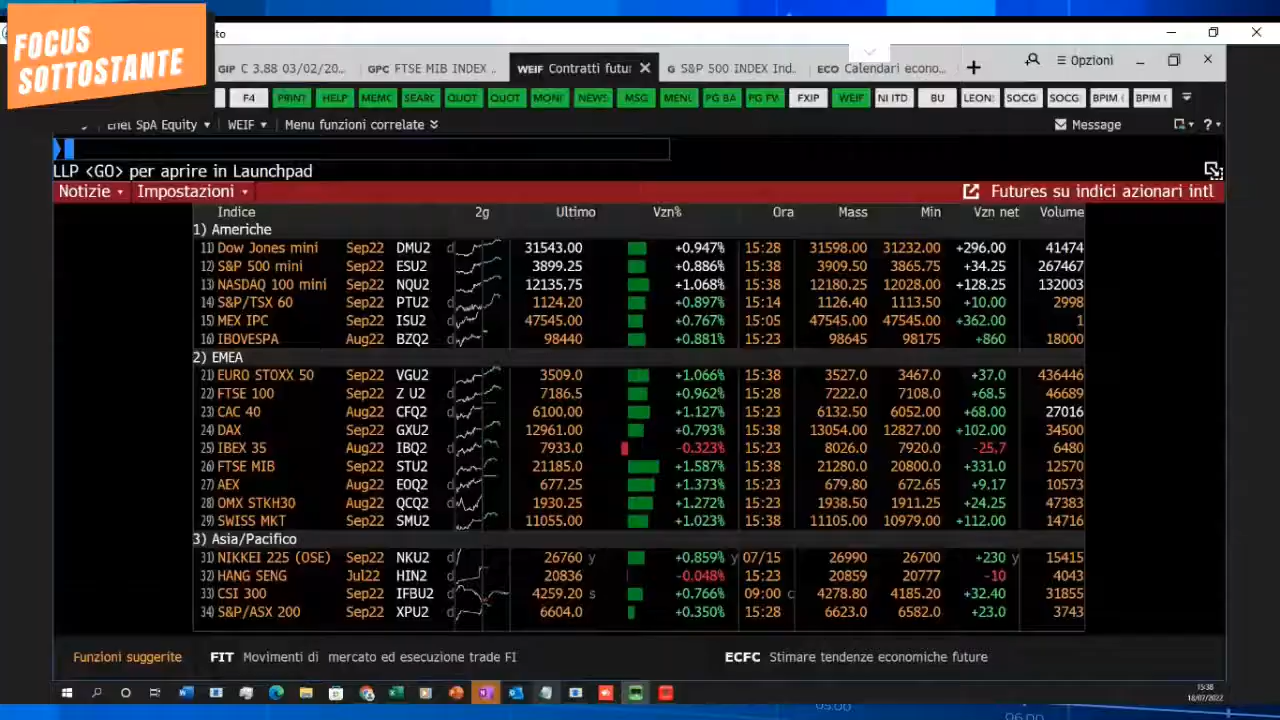 FOCUS
SOTTOSTANTE
GIP C 3.88 03/02/20... GPC FTSE MIB INDEX .. WEIF Contratti futur ✕ G S&P 500 INDEX Ind. ECO Calendari econo... + Opzioni
F4 PRINT HELP MEMC SEARC QUOT QUOT MONI NEWS MSG MENU PG BA PG FW FXIP WEIF NI ITD BU LEON SOCG SOCG BPIM ( BPIM (
Enel SpA Equity WEIF Menu funzioni correlate Message ?
LLP <GO> per aprire in Launchpad
Notizie Impostazioni Futures su indici azionari intl
Indice 2g Ultimo Vzn% Ora Mass Min Vzn net Volume
1) Americhe
11) Dow Jones mini Sep22 DMU2 d 31543.00 +0.947% 15:28 31598.00 31232.00 +296.00 41474
12) S&P 500 mini Sep22 ESU2 3899.25 +0.886% 15:38 3909.50 3865.75 +34.25 267467
13) NASDAQ 100 mini Sep22 NQU2 12135.75 +1.068% 15:38 12180.25 12028.00 +128.25 132003
14) S&P/TSX 60 Sep22 PTU2 d 1124.20 +0.897% 15:14 1126.40 1113.50 +10.00 2998
15) MEX IPC Sep22 ISU2 d 47545.00 +0.767% 15:05 47545.00 47545.00 +362.00 1
16) IBOVESPA Aug22 BZQ2 d 98440 +0.881% 15:23 98645 98175 +860 18000
2) EMEA
21) EURO STOXX 50 Sep22 VGU2 3509.0 +1.066% 15:38 3527.0 3467.0 +37.0 436446
22) FTSE 100 Sep22 Z U2 d 7186.5 +0.962% 15:28 7222.0 7108.5 +68.5 46689
23) CAC 40 Aug22 CFQ2 d 6100.00 +1.127% 15:23 6132.50 6052.00 +68.00 27016
24) DAX Sep22 GXU2 12961.00 +0.793% 15:38 13054.00 12827.00 +102.00 34500
25) IBEX 35 Aug22 IBQ2 d 7933.0 -0.323% 15:23 8026.0 7920.0 -25.7 6480
26) FTSE MIB Sep22 STU2 21185.0 +1.587% 15:38 21280.0 20800.0 +331.0 12570
27) AEX Aug22 EOQ2 d 677.25 +1.373% 15:23 679.80 672.65 +9.17 10573
28) OMX STKH30 Aug22 QCQ2 d 1930.25 +1.272% 15:23 1938.50 1911.25 +24.25 47383
29) SWISS MKT Sep22 SMU2 11055.00 +1.023% 15:38 11105.00 10979.00 +112.00 14716
3) Asia/Pacifico
31) NIKKEI 225 (OSE) Sep22 NKU2 d 26760 y +0.859% y 07/15 26990 26700 +230 y 15415
32) HANG SENG Jul22 HIN2 d 20836 -0.048% 15:23 20859 20777 -10 4043
33) CSI 300 Sep22 IFBU2 d 4259.20 s +0.766% 09:00 c 4278.80 4185.20 +32.40 31855
34) S&P/ASX 200 Sep22 XPU2 d 6604.0 +0.350% 15:28 6623.0 6582.0 +23.0 3743
Funzioni suggerite FIT Movimenti di mercato ed esecuzione trade FI ECFC Stimare tendenze economiche future
15:38
18/07/2022